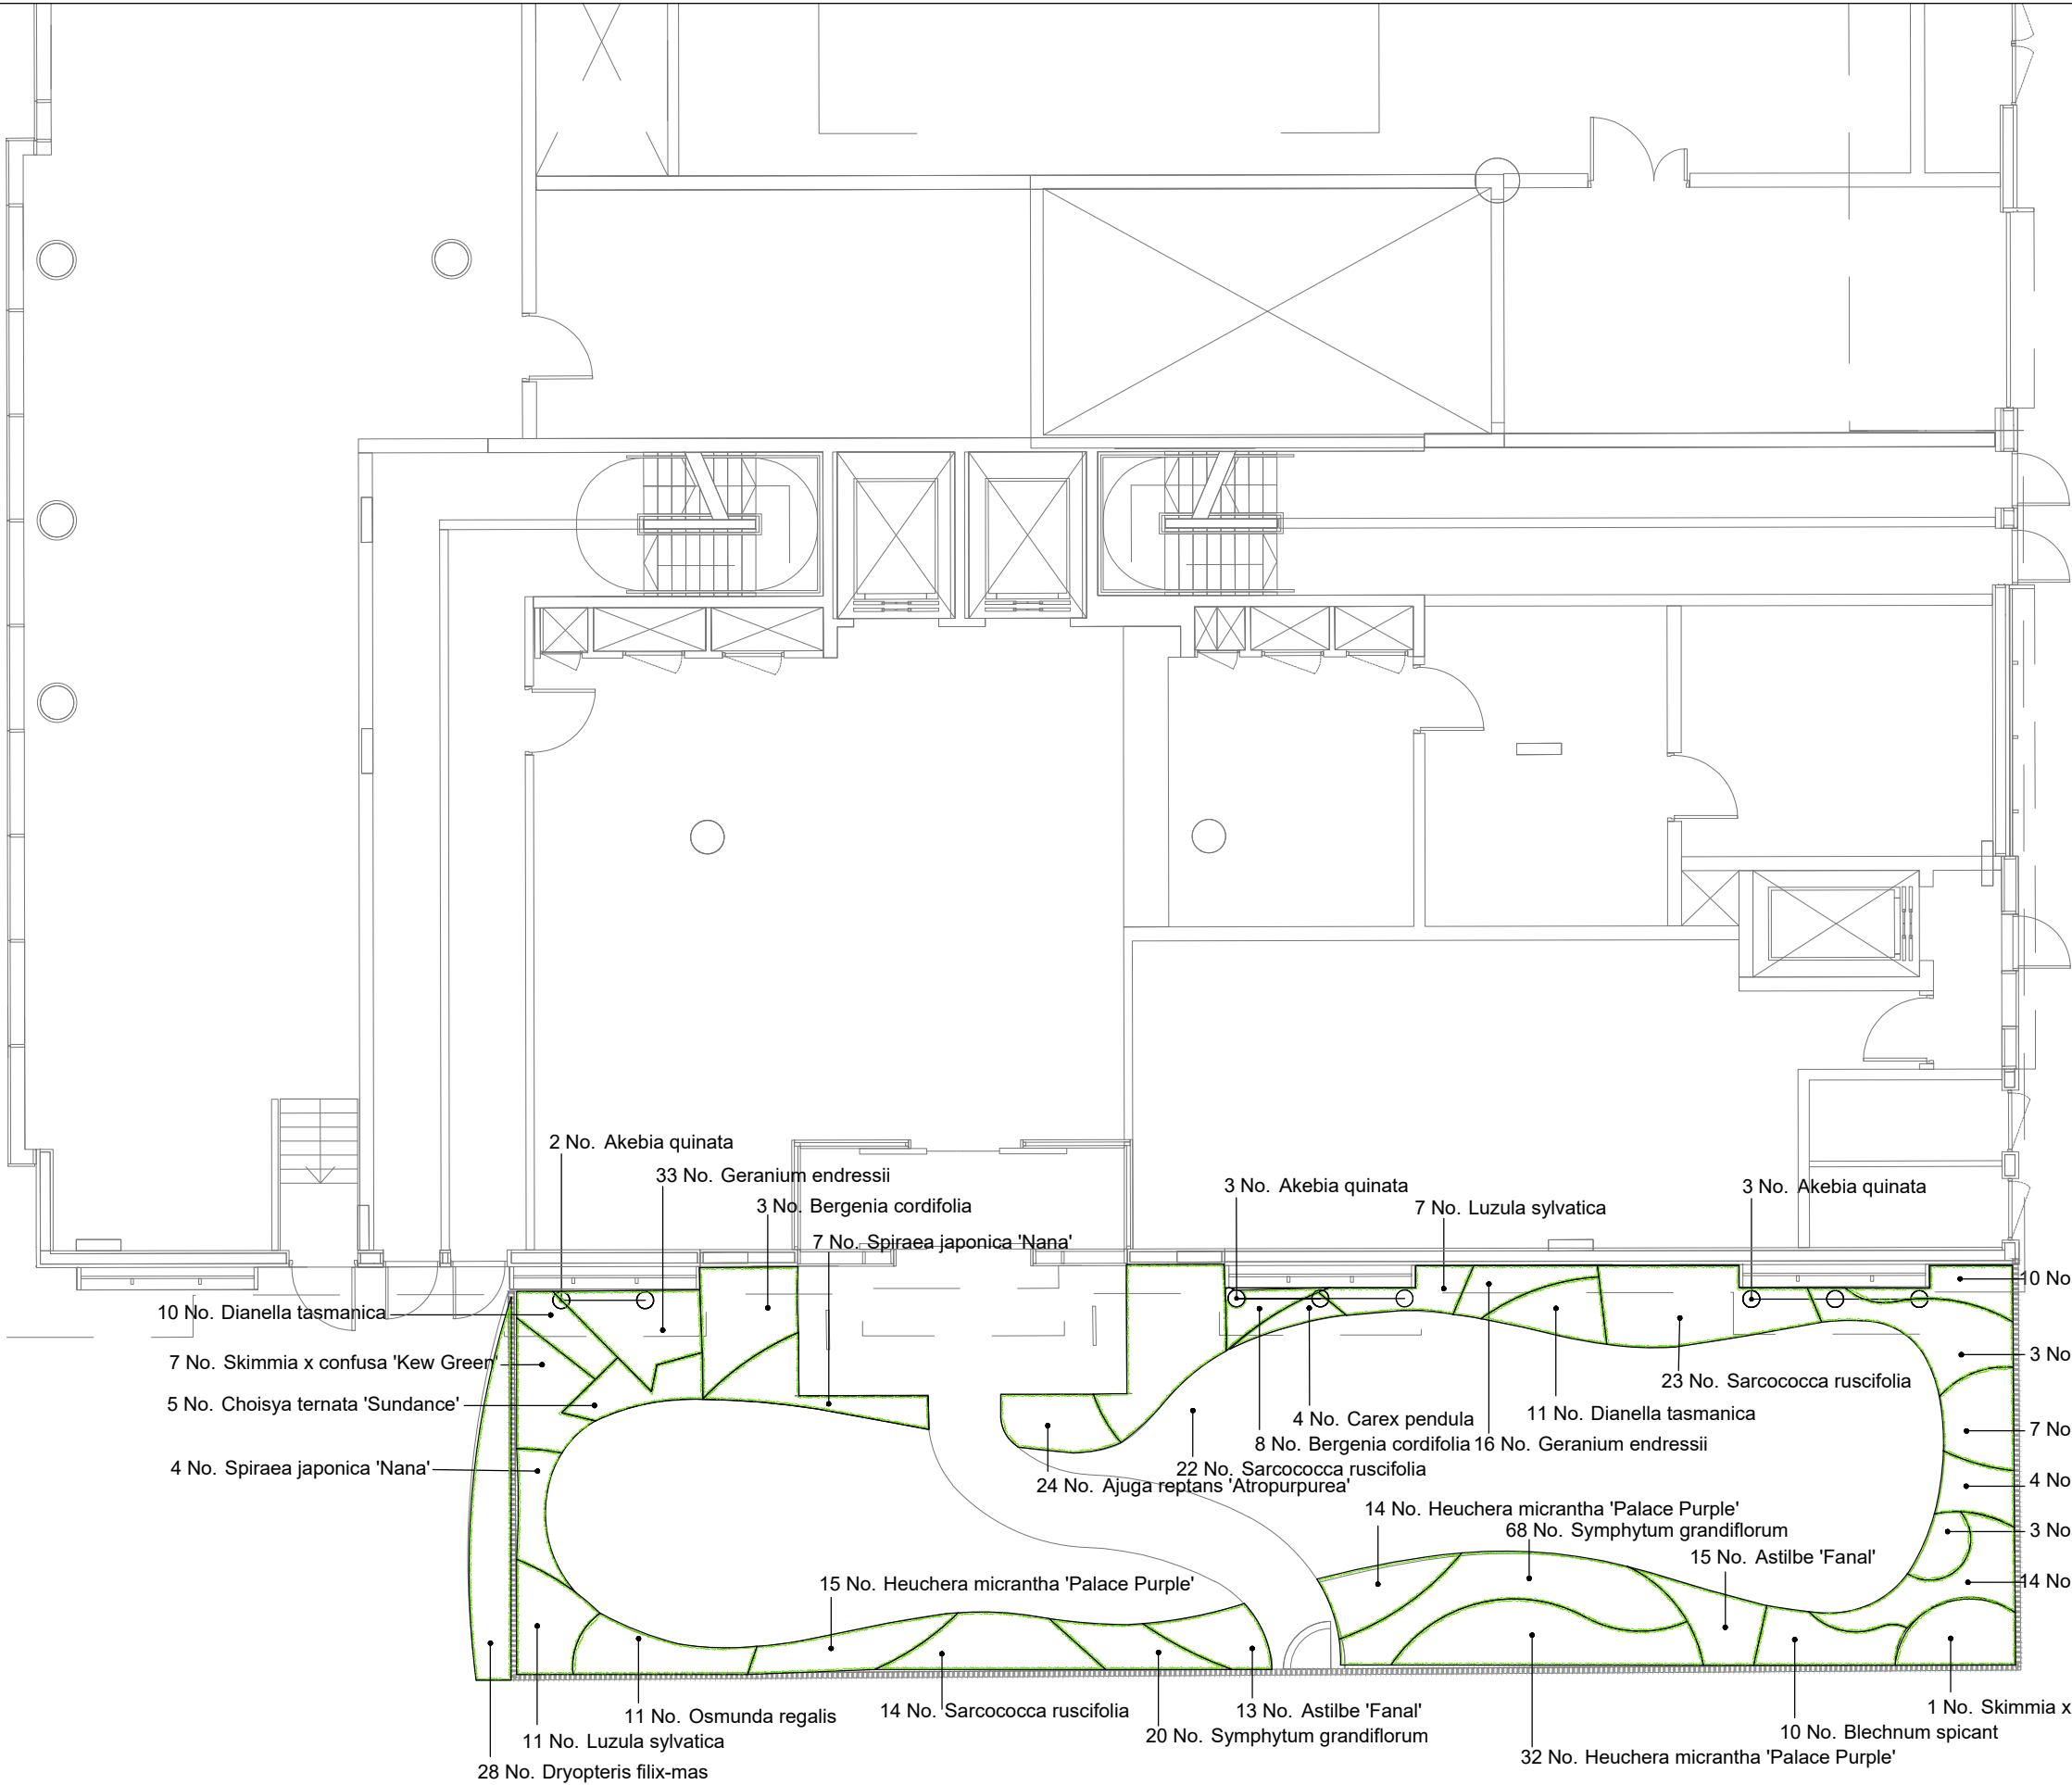 2 No. Akebia quinata
33 No. Geranium endressii
3 No. Bergenia cordifolia
7 No. Spiraea japonica 'Nana'
3 No. Akebia quinata
7 No. Luzula sylvatica
3 No. Akebia quinata
10 No. Dianella tasmanica
7 No. Skimmia x confusa 'Kew Green'
5 No. Choisya ternata 'Sundance'
4 No. Spiraea japonica 'Nana'
10 No
3 No
7 No
4 No
3 No
14 No
23 No. Sarcococca ruscifolia
11 No. Dianella tasmanica
4 No. Carex pendula
8 No. Bergenia cordifolia
16 No. Geranium endressii
22 No. Sarcococca ruscifolia
24 No. Ajuga reptans 'Atropurpurea'
14 No. Heuchera micrantha 'Palace Purple'
68 No. Symphytum grandiflorum
15 No. Astilbe 'Fanal'
15 No. Heuchera micrantha 'Palace Purple'
11 No. Osmunda regalis
11 No. Luzula sylvatica
28 No. Dryopteris filix-mas
14 No. Sarcococca ruscifolia
13 No. Astilbe 'Fanal'
20 No. Symphytum grandiflorum
1 No. Skimmia x
10 No. Blechnum spicant
32 No. Heuchera micrantha 'Palace Purple'